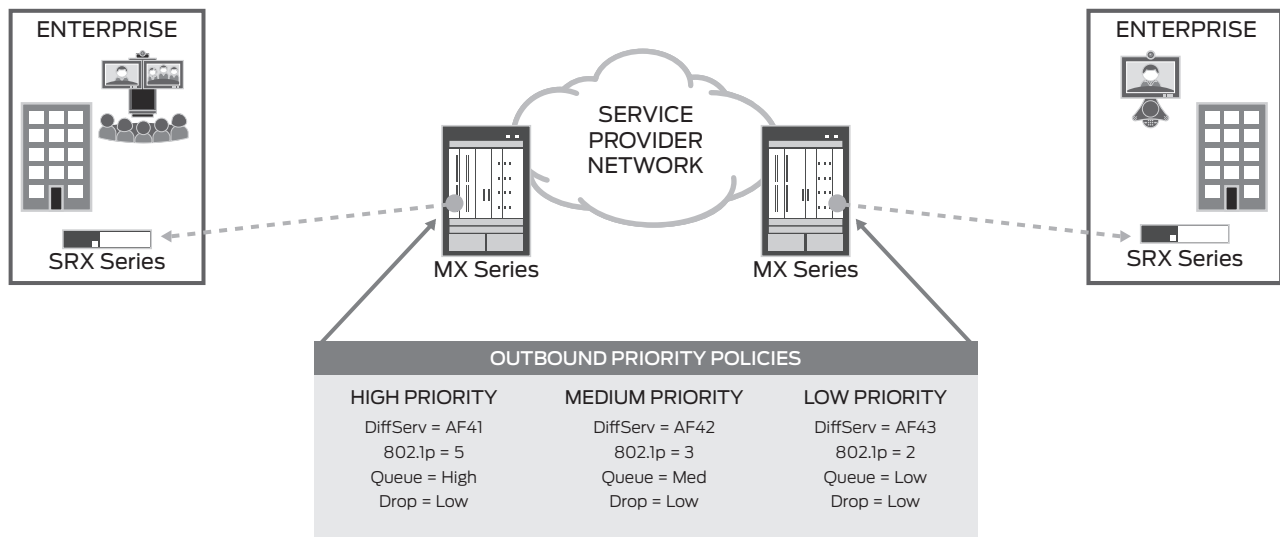 ENTERPRISE
SRX Series
SERVICE
PROVIDER
NETWORK
MX Series
MX Series
ENTERPRISE
SRX Series
OUTBOUND PRIORITY POLICIES
HIGH PRIORITY
DiffServ = AF41
802.1p = 5
Queue = High
Drop = Low
MEDIUM PRIORITY
DiffServ = AF42
802.1p = 3
Queue = Med
Drop = Low
LOW PRIORITY
DiffServ = AF43
802.1p = 2
Queue = Low
Drop = Low